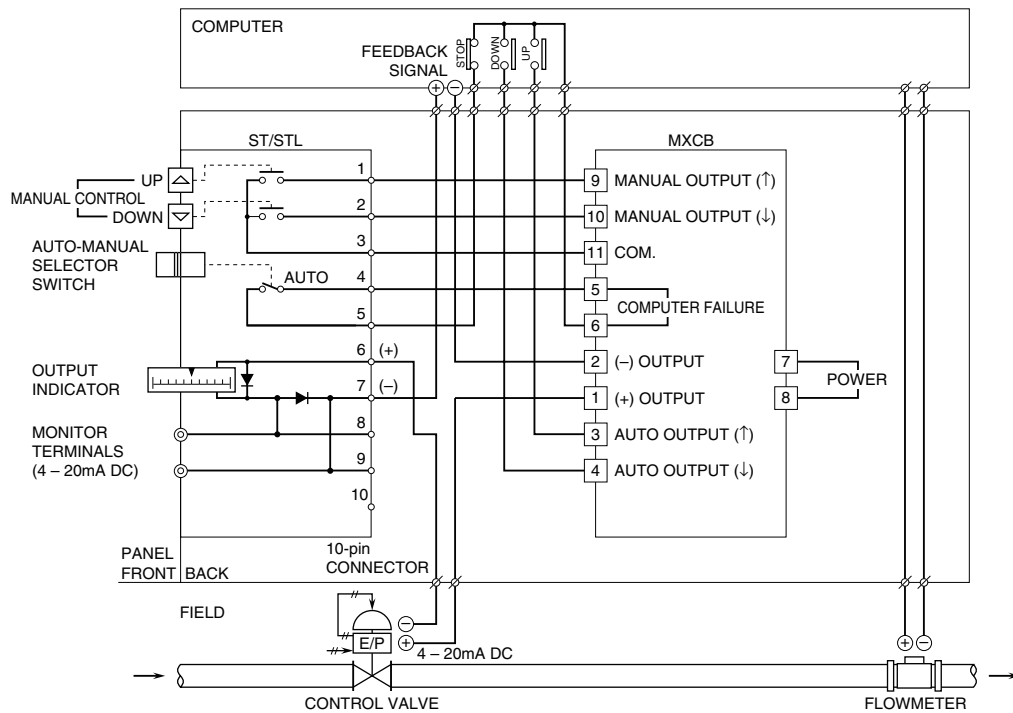 COMPUTER
FEEDBACK
SIGNAL
STOP
DOWN
UP
+ −
ST/STL
MXCB
UP
MANUAL CONTROL
DOWN
AUTO-MANUAL
SELECTOR
SWITCH
AUTO
OUTPUT
INDICATOR
MONITOR
TERMINALS
(4 – 20mA DC)
1
2
3
4
5
6 (+)
7 (–)
8
9
10
10-pin
CONNECTOR
9 MANUAL OUTPUT (↑)
10 MANUAL OUTPUT (↓)
11 COM.
5
COMPUTER FAILURE
6
2 (–) OUTPUT
1 (+) OUTPUT
3 AUTO OUTPUT (↑)
4 AUTO OUTPUT (↓)
7
POWER
8
PANEL
FRONT BACK
FIELD
−
E/P +
4 – 20mA DC
+ −
CONTROL VALVE
FLOWMETER